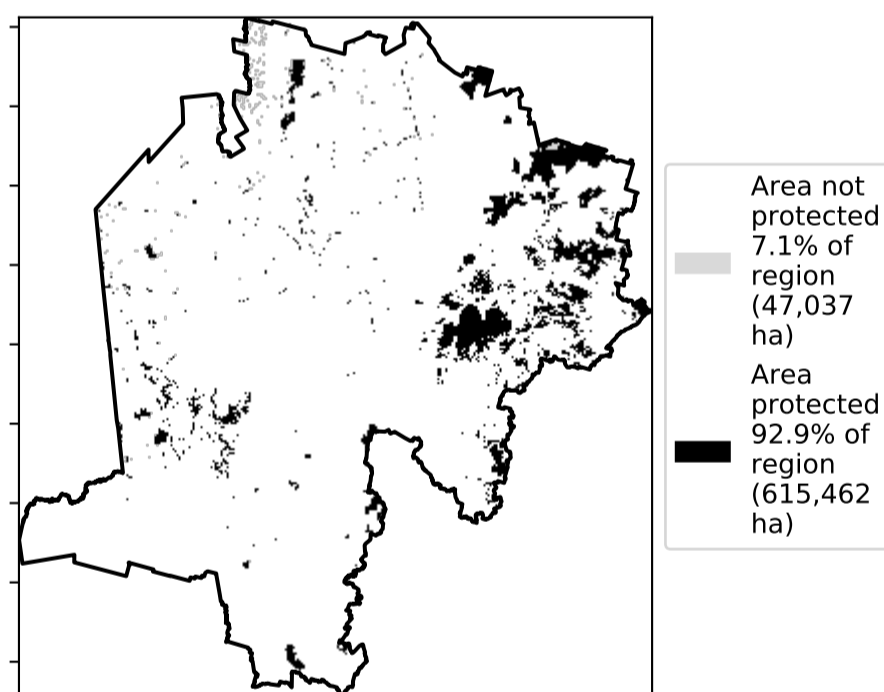 Area not
protected
7.1% of
region
(47,037
ha)
Area
protected
92.9% of
region
(615,462
ha)